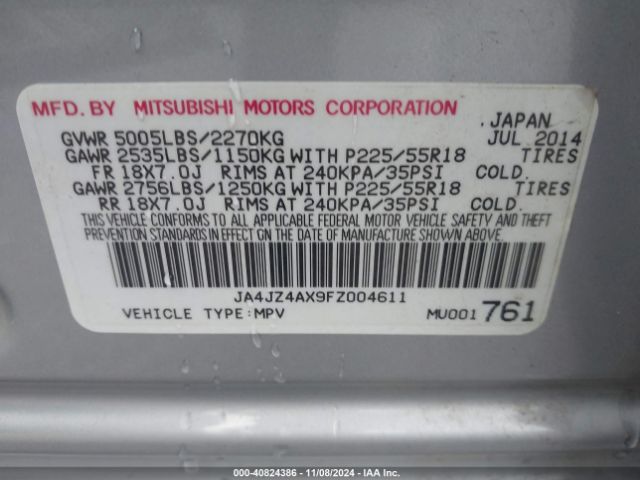 MFD. BY MITSUBISHI MOTORS CORPORATION
JAPAN
GVWR 5005LBS/2270KG JUL 2014
GAWR 2535LBS/1150KG WITH P225/55R18 TIRES
FR 18X7.0J RIMS AT 240KPA/35PSI COLD.
GAWR 2756LBS/1250KG WITH P225/55R18 TIRES
RR 18X7.0J RIMS AT 240KPA/35PSI COLD.
THIS VEHICLE CONFORMS TO ALL APPLICABLE FEDERAL MOTOR VEHICLE SAFETY AND THEFT
PREVENTION STANDARDS IN EFFECT ON THE DATE OF MANUFACTURE SHOWN ABOVE.
JA4JZ4AX9FZ004611
VEHICLE TYPE:MPV MU001 761
000-40824386 - 11/08/2024 - IAA Inc.